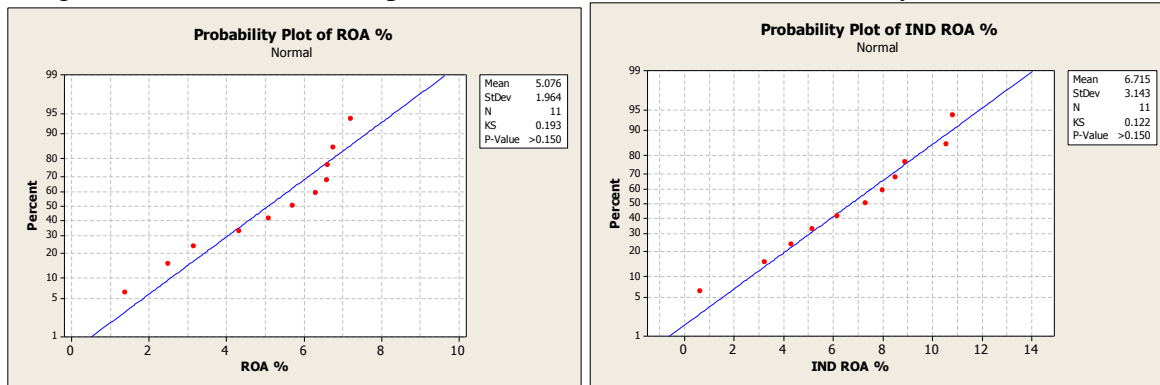 Probability Plot of ROA %
Normal
99
95
90
80
70
60
50
40
30
20
10
5
1
Percent
0 2 4 6 8 10
ROA %
Mean 5.076
StDev 1.964
N 11
KS 0.193
P-Value >0.150
Probability Plot of IND ROA %
Normal
99
95
90
80
70
60
50
40
30
20
10
5
1
Percent
0 2 4 6 8 10 12 14
IND ROA %
Mean 6.715
StDev 3.143
N 11
KS 0.122
P-Value >0.150